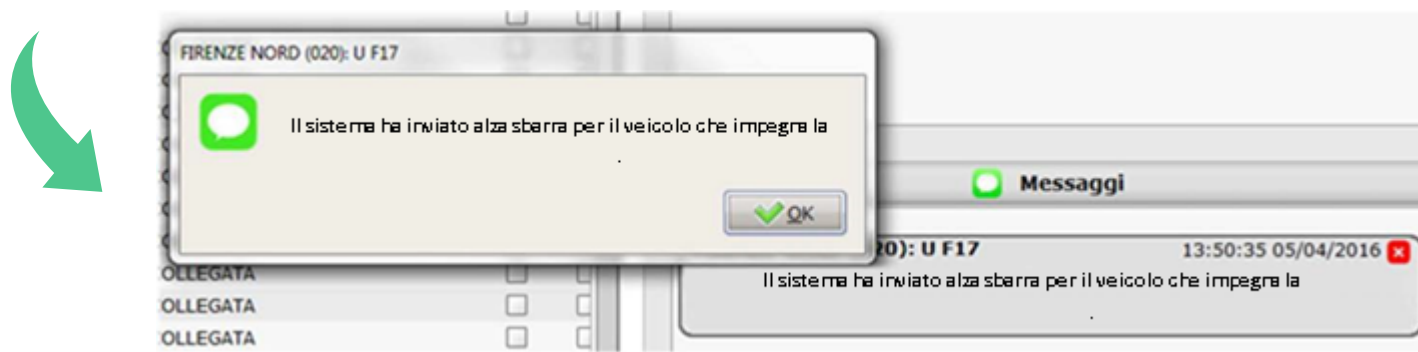 FIRENZE NORD (020): U F17
Il sistema ha inviato alza sbarra per il veicolo che impegna la
.
OK
Messaggi
20): U F17 13:50:35 05/04/2016
Il sistema ha inviato alza sbarra per il veicolo che impegna la
.
OLLEGATA
OLLEGATA
OLLEGATA